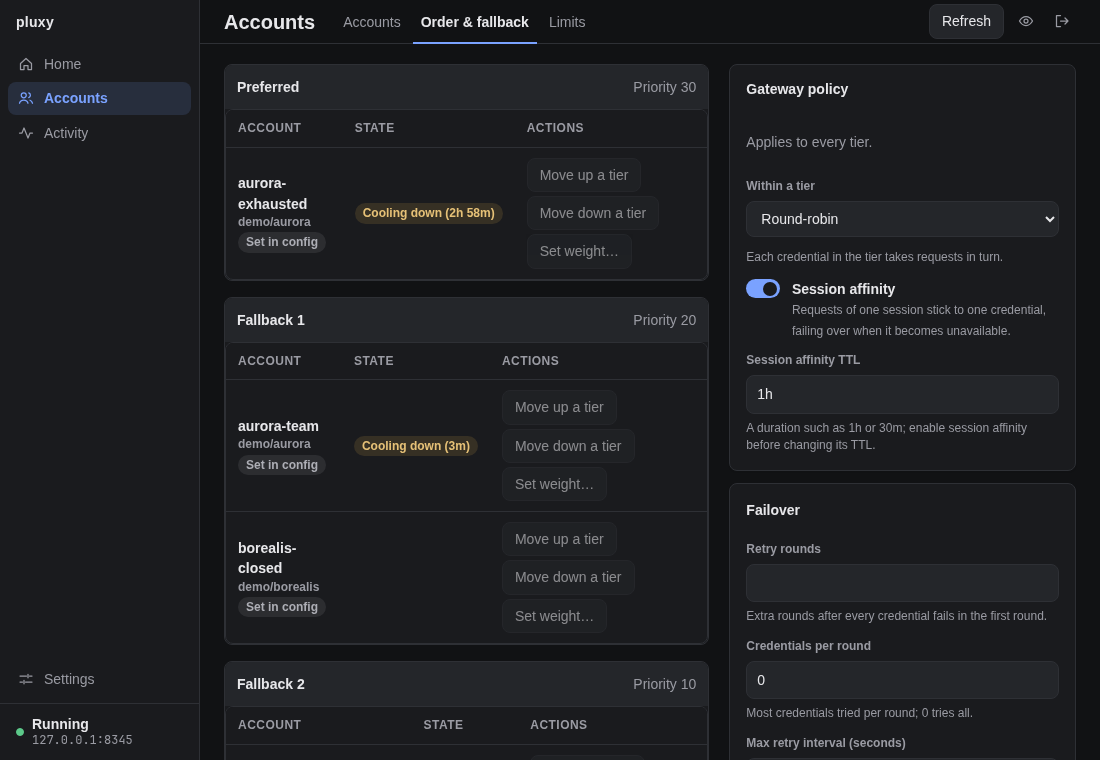 pluxy
Home
Accounts
Activity
Settings
Running
127.0.0.1:8345
Accounts
Accounts
Order & fallback
Limits
Refresh
Preferred
Priority 30
ACCOUNT
STATE
ACTIONS
aurora-
exhausted
demo/aurora
Set in config
Cooling down (2h 58m)
Move up a tier
Move down a tier
Set weight…
Fallback 1
Priority 20
ACCOUNT
STATE
ACTIONS
aurora-team
demo/aurora
Set in config
Cooling down (3m)
Move up a tier
Move down a tier
Set weight…
borealis-
closed
demo/borealis
Set in config
Move up a tier
Move down a tier
Set weight…
Fallback 2
Priority 10
ACCOUNT
STATE
ACTIONS
Gateway policy
Applies to every tier.
Within a tier
Round-robin
Each credential in the tier takes requests in turn.
Session affinity
Requests of one session stick to one credential,
failing over when it becomes unavailable.
Session affinity TTL
1h
A duration such as 1h or 30m; enable session affinity
before changing its TTL.
Failover
Retry rounds
Extra rounds after every credential fails in the first round.
Credentials per round
0
Most credentials tried per round; 0 tries all.
Max retry interval (seconds)